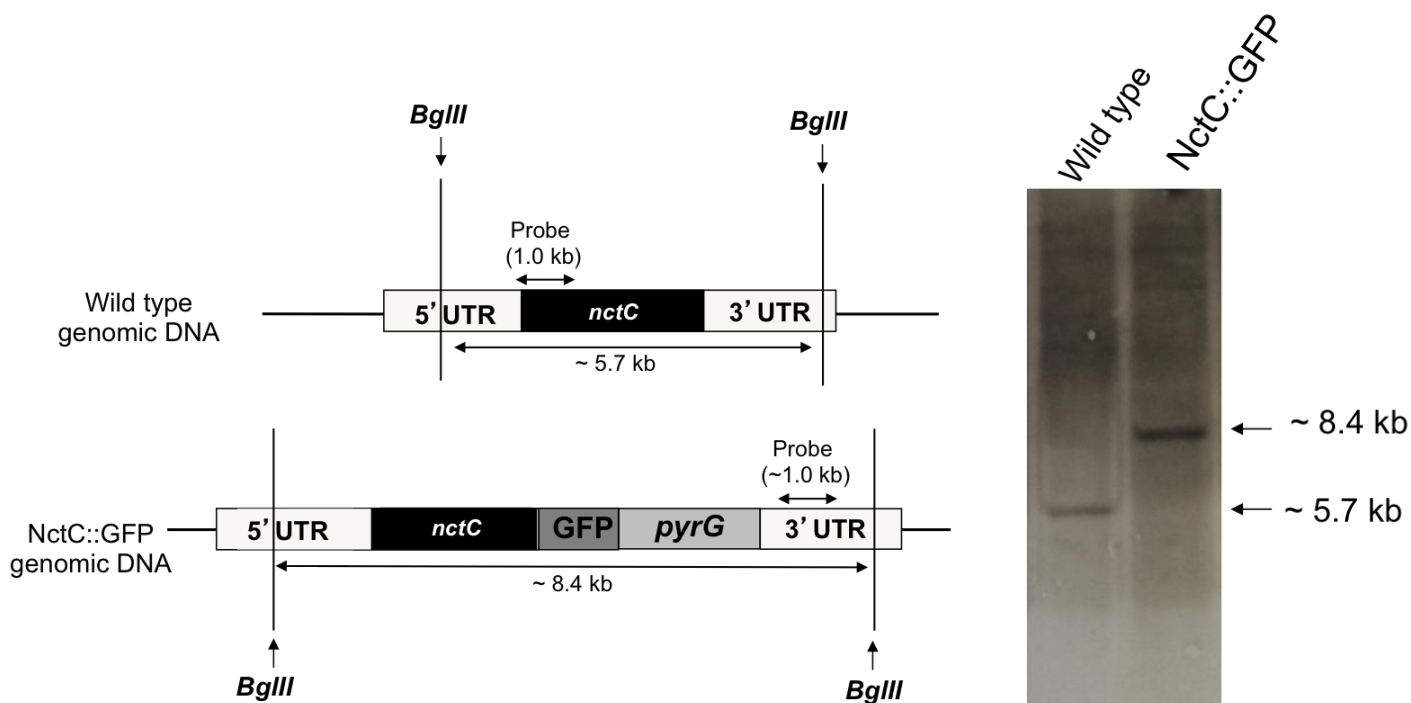 BglII
BglII
Probe
(1.0 kb)
Wild type
genomic DNA
5’ UTR
nctC
3’ UTR
~ 5.7 kb
Probe
(~1.0 kb)
NctC::GFP
genomic DNA
5’ UTR
nctC
GFP
pyrG
3’ UTR
~ 8.4 kb
BglII
BglII
Wild type
NctC::GFP
~ 8.4 kb
~ 5.7 kb